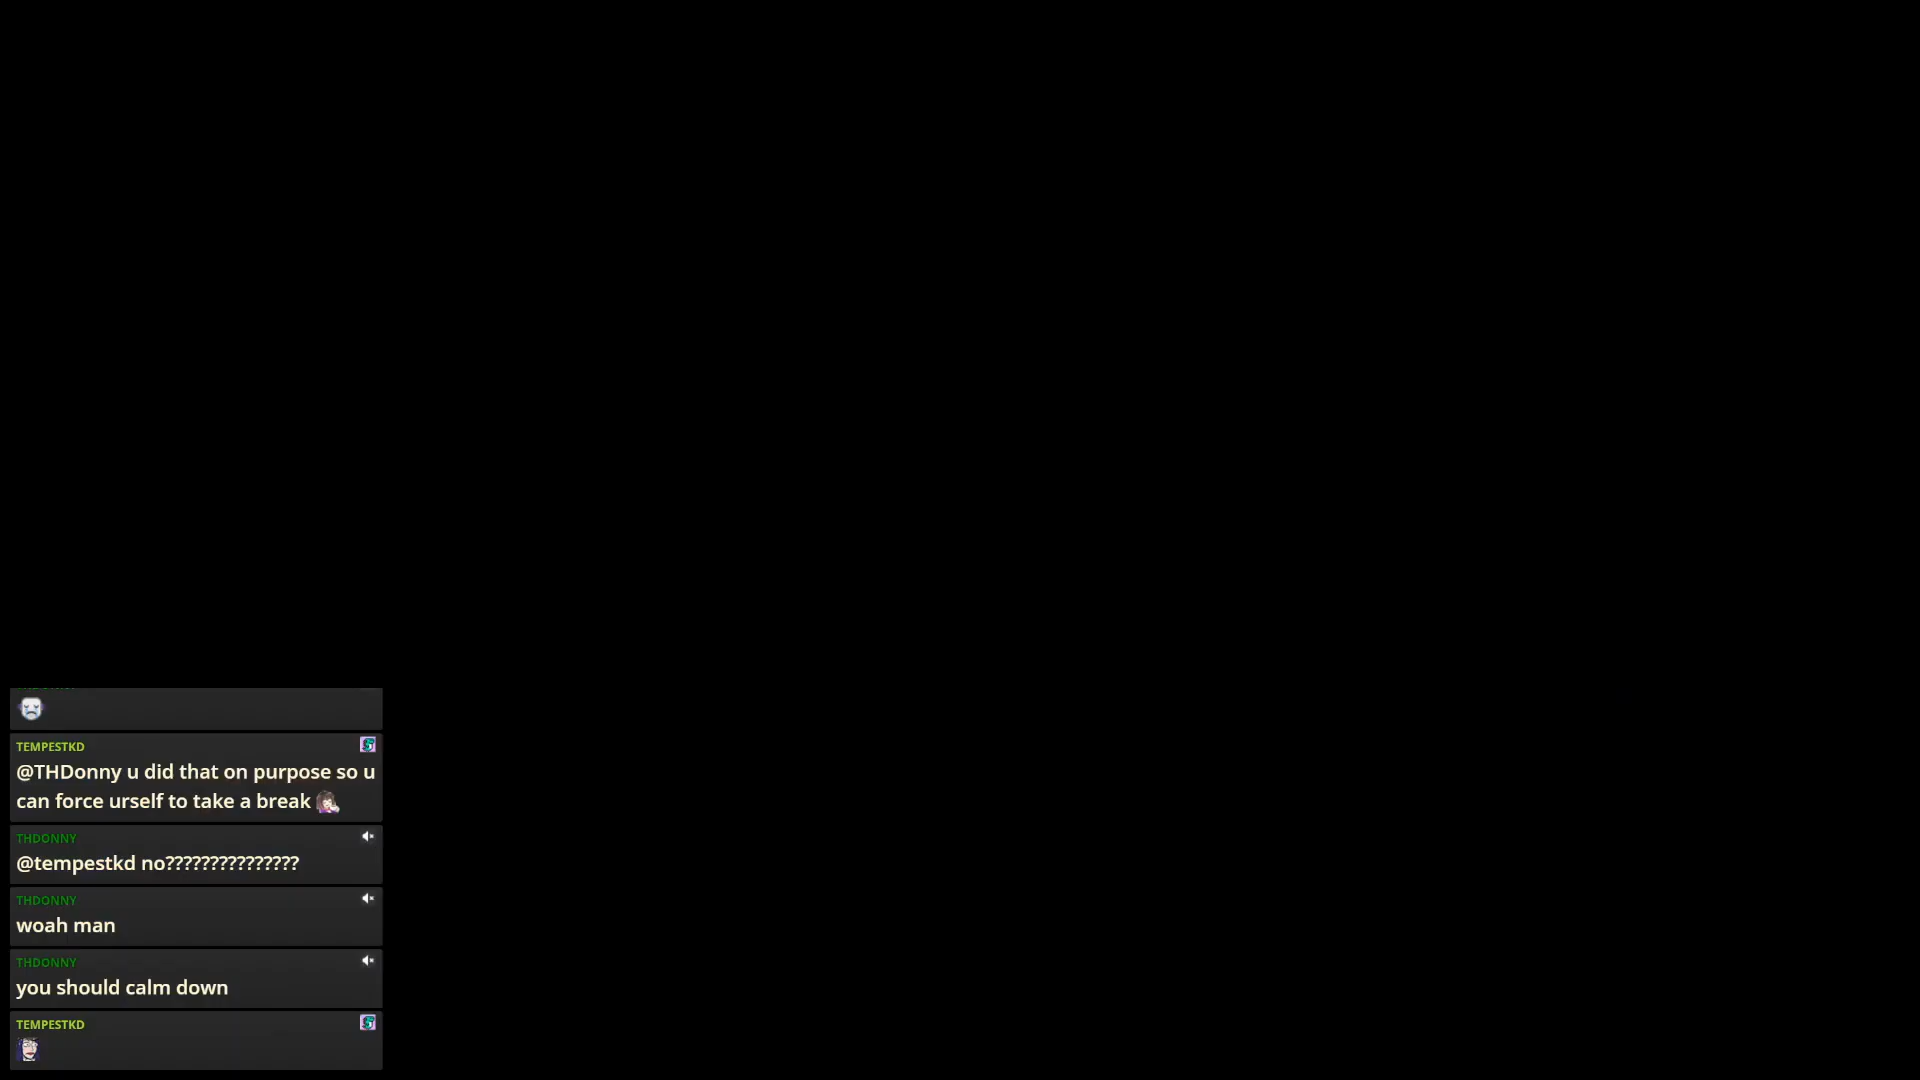 TEMPESTKD
@THDonny u did that on purpose so u
can force urself to take a break
THDONNY
@tempestkd no???????????????
THDONNY
woah man
THDONNY
you should calm down
TEMPESTKD